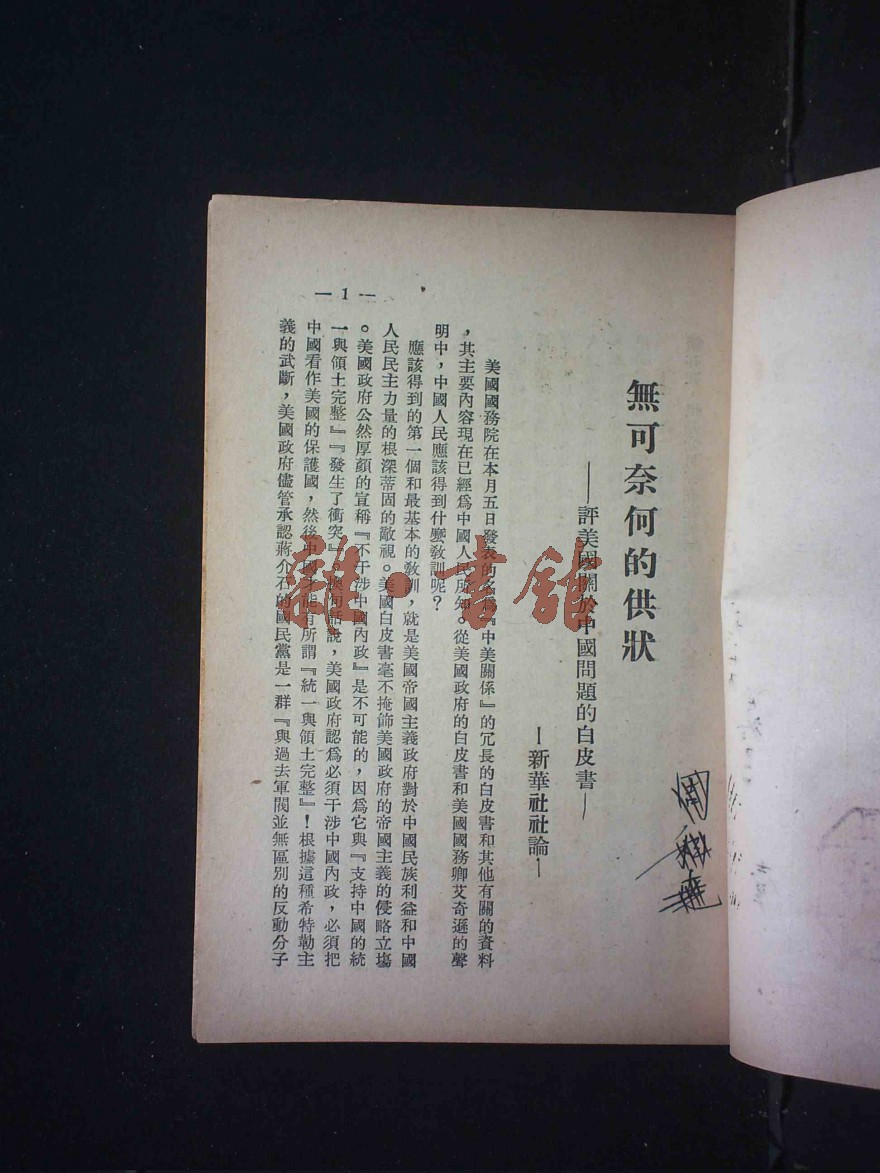 無可奈何的供狀
——評美國關於中國問題的白皮書—
—新華社社論—
美國國務院在本月五日發表的名爲『中美關係』的冗長的白皮書和其他有關的資料
，其主要內容現在已經爲中國人民所知。從美國政府的白皮書和美國國務卿艾奇遜的聲
明中，中國人民應該得到什麼敎訓呢？
應該得到的第一個和最基本的敎訓，就是美國帝國主義政府對於中國民族利益和中國
人民民主力量的根深蒂固的敵視。美國白皮書毫不掩飾美國政府的帝國主義的侵略立塲
。美國政府公然厚顏的宣稱『不干涉中國內政』是不可能的，因爲它與『支持中國的統
一與領土完整』『發生了衝突』，換句話說，美國政府認爲必須干涉中國內政，必須把
中國看作美國的保護國，然後中國才能有所謂『統一與領土完整』！根據這種希特勒主
義的武斷，美國政府儘管承認蔣介石的國民黨是一群『與過去軍閥並無區別的反動分子
— 1 —
雜·書館